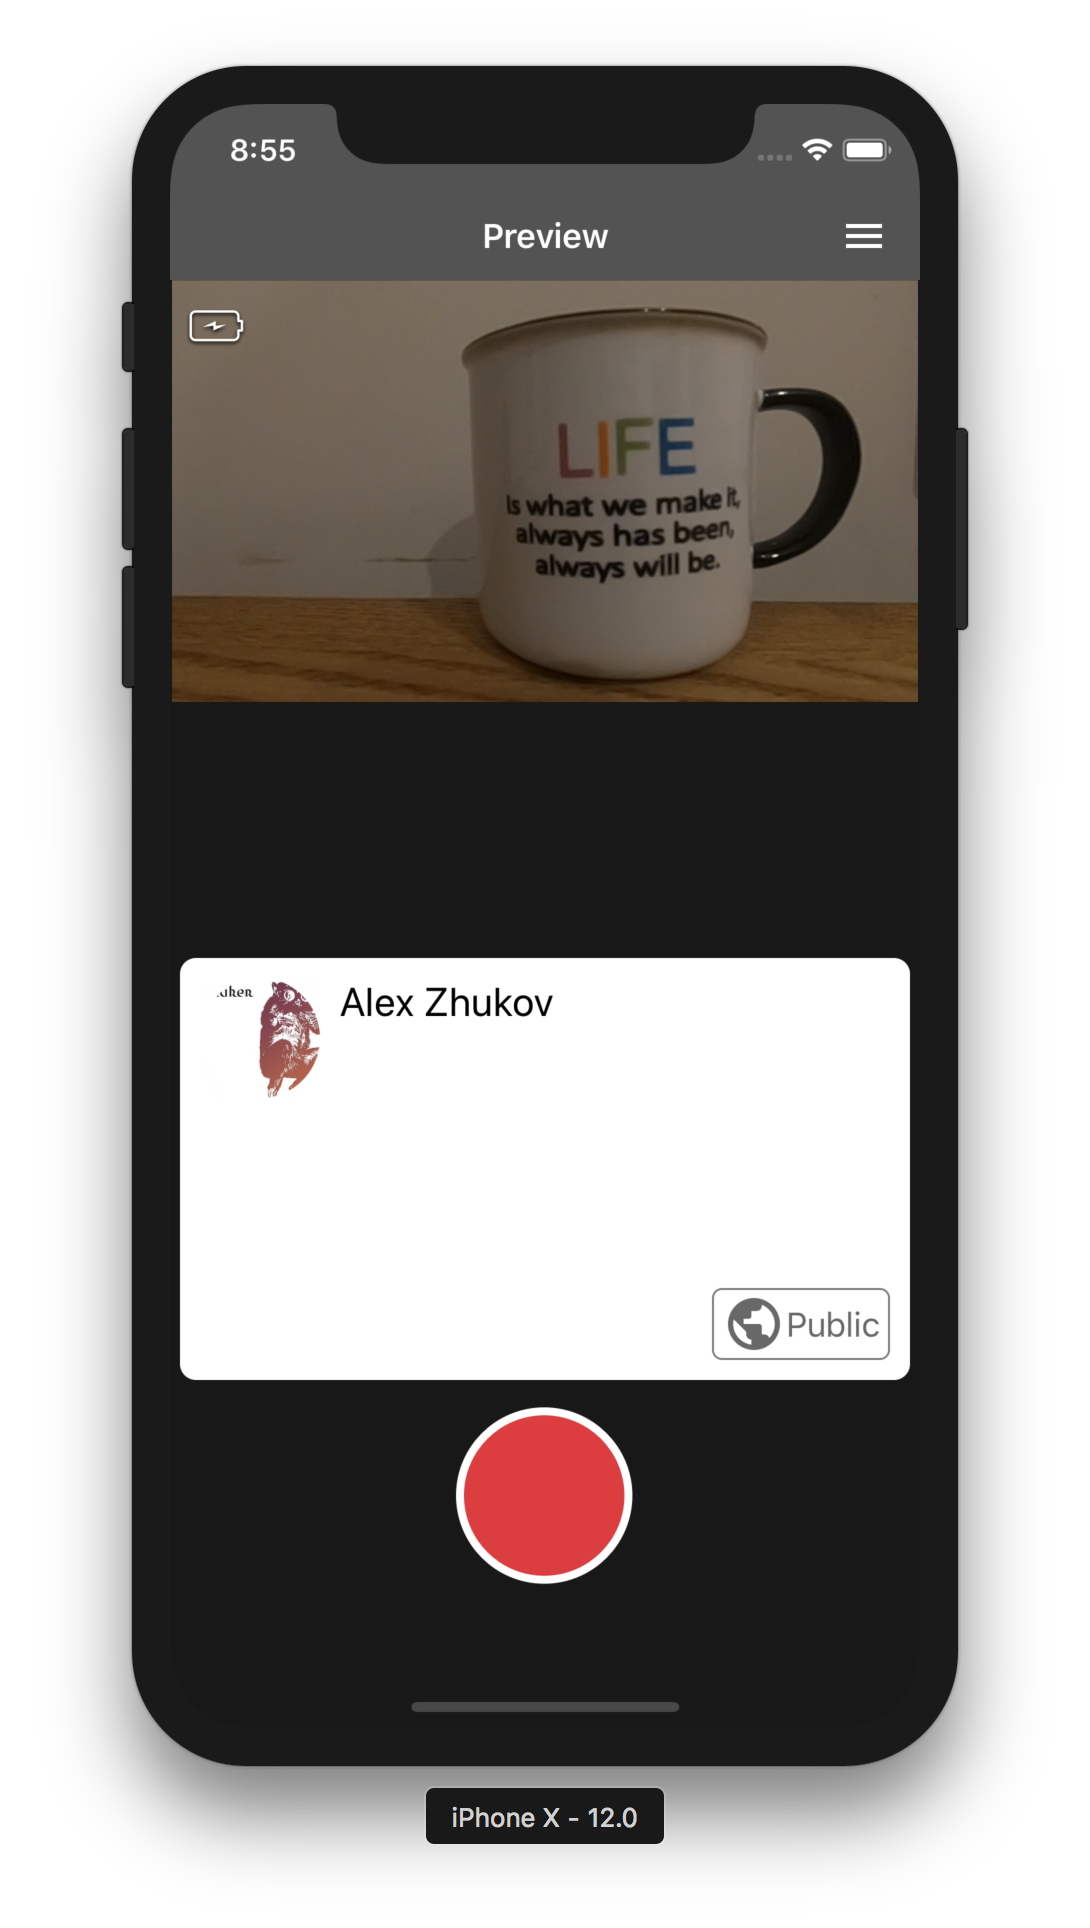 8:55
Preview
LIFE
Is what we make it,
always has been,
always will be.
Alex Zhukov
Public
iPhone X - 12.0